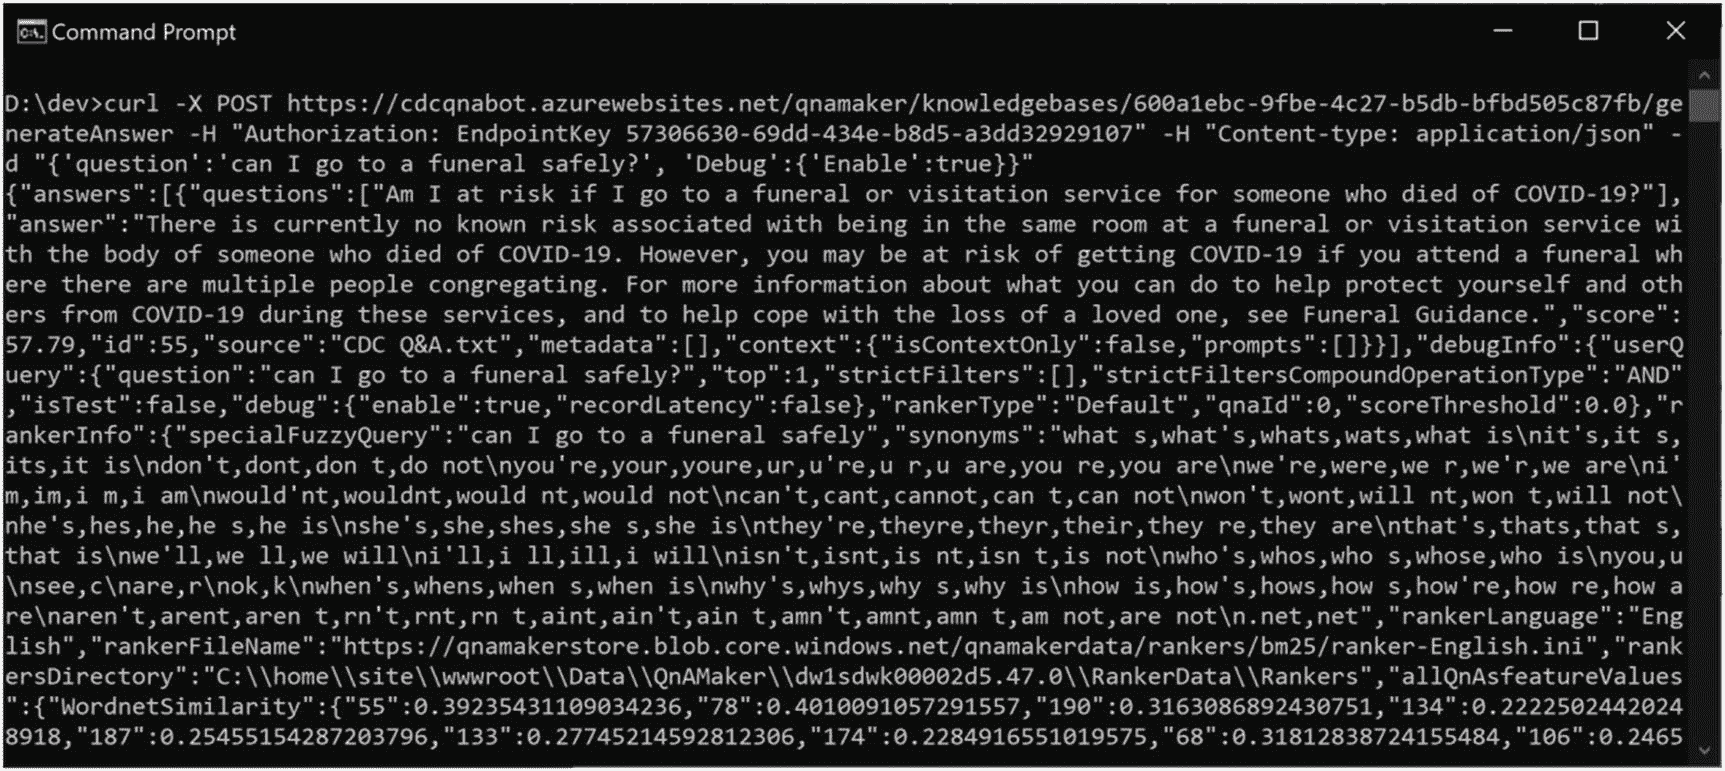 Command Prompt
D:\dev>curl -X POST https://cdcqnabot.azurewebsites.net/qnamaker/knowledgebases/600a1ebc-9fbe-4c27-b5db-bfbd505c87fb/ge
nerateAnswer -H "Authorization: EndpointKey 57306630-69dd-434e-b8d5-a3dd32929107" -H "Content-type: application/json" -
d "{'question':'can I go to a funeral safely?', 'Debug':{'Enable':true}}"
{"answers":[{"questions":["Am I at risk if I go to a funeral or visitation service for someone who died of COVID-19?"],
"answer":"There is currently no known risk associated with being in the same room at a funeral or visitation service wi
th the body of someone who died of COVID-19. However, you may be at risk of getting COVID-19 if you attend a funeral wh
ere there are multiple people congregating. For more information about what you can do to help protect yourself and oth
ers from COVID-19 during these services, and to help cope with the loss of a loved one, see Funeral Guidance.","score":
57.79,"id":55,"source":"CDC Q&A.txt","metadata":[],"context":{"isContextOnly":false,"prompts":[]}}],"debugInfo":{"userQ
uery":{"question":"can I go to a funeral safely?","top":1,"strictFilters":[],"strictFiltersCompoundOperationType":"AND"
,"isTest":false,"debug":{"enable":true,"recordLatency":false},"rankerType":"Default","qnaId":0,"scoreThreshold":0.0},"r
ankerInfo":{"specialFuzzyQuery":"can I go to a funeral safely","synonyms":"what s,what's,whats,wats,what is\nit's,it s,
its,it is\ndon't,dont,don t,do not\nyou're,your,youre,ur,u're,u r,u are,you re,you are\nwe're,were,we r,we'r,we are\ni'
m,im,i m,i am\nwould'nt,wouldnt,would nt,would not\ncan't,cant,cannot,can t,can not\nwon't,wont,will nt,won t,will not\
nhe's,hes,he,he s,he is\nshe's,she,shes,she s,she is\nthey're,theyre,theyr,their,they re,they are\nthat's,thats,that s,
that is\nwe'll,we ll,we will\ni'll,i ll,ill,i will\nisn't,isnt,is nt,isn t,is not\nwho's,whos,who s,whose,who is\nyou,u
\nsee,c\nare,r\nok,k\nwhen's,whens,when s,when is\nwhy's,whys,why s,why is\nhow is,how's,hows,how s,how're,how re,how a
re\naren't,arent,aren t,rn't,rnt,rn t,aint,ain't,ain t,amn't,amnt,amn t,am not,are not\n.net,net","rankerLanguage":"Eng
lish","rankerFileName":"https://qnamakerstore.blob.core.windows.net/qnamakerdata/rankers/bm25/ranker-English.ini","rank
ersDirectory":"C:\\home\\site\\wwwroot\\Data\\QnAMaker\\dw1sdwk00002d5.47.0\\RankerData\\Rankers","allQnAsfeatureValues
":{"WordnetSimilarity":{"55":0.39235431109034236,"78":0.4010091057291557,"190":0.3163086892430751,"134":0.2222502442024
8918,"187":0.25455154287203796,"133":0.27745214592812306,"174":0.2284916551019575,"68":0.31812838724155484,"106":0.2465